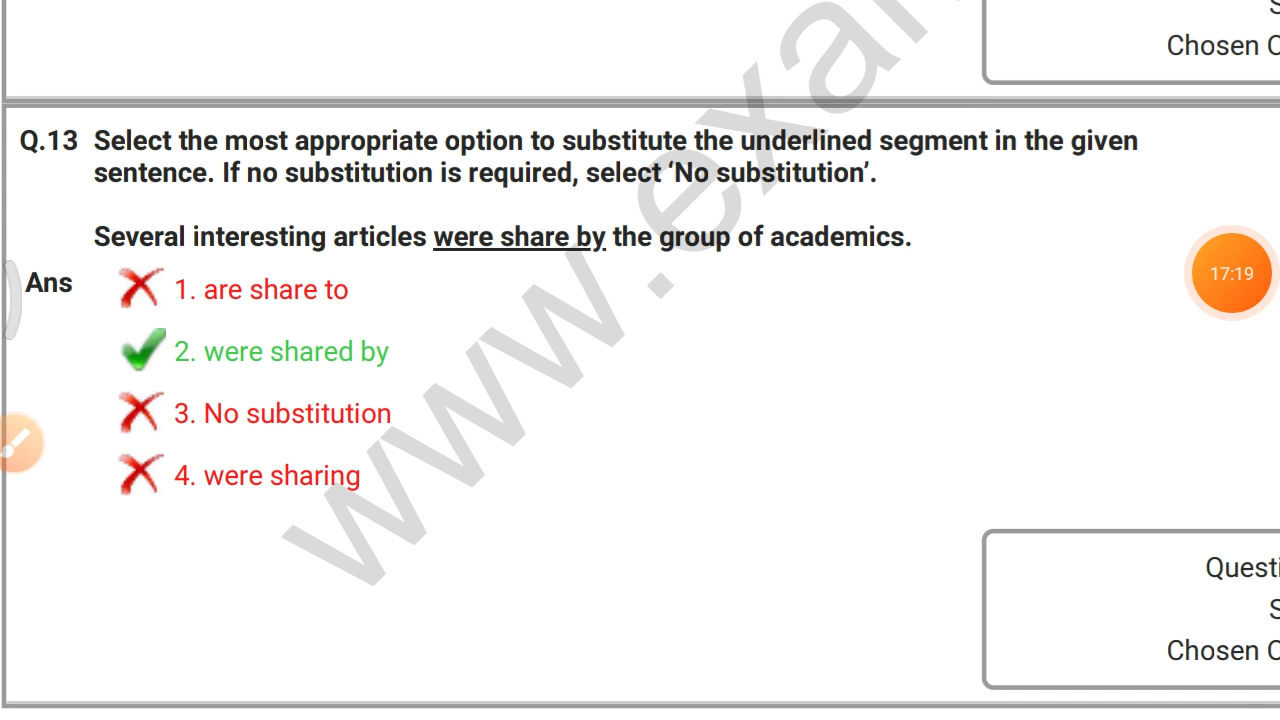 Chosen
Q.13 Select the most appropriate option to substitute the underlined segment in the given
sentence. If no substitution is required, select ‘No substitution’.
Several interesting articles were share by the group of academics.
Ans
1. are share to
2. were shared by
3. No substitution
4. were sharing
17:19
www.exam
Questi
S
Chosen